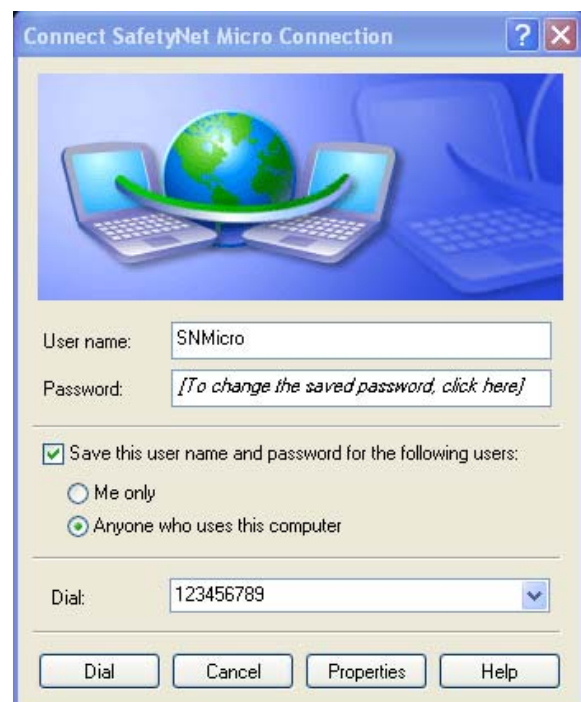 Connect SafetyNet Micro Connection
User name: SNMicro
Password: [To change the saved password, click here]
Save this user name and password for the following users:
Me only
Anyone who uses this computer
Dial: 123456789
Dial Cancel Properties Help